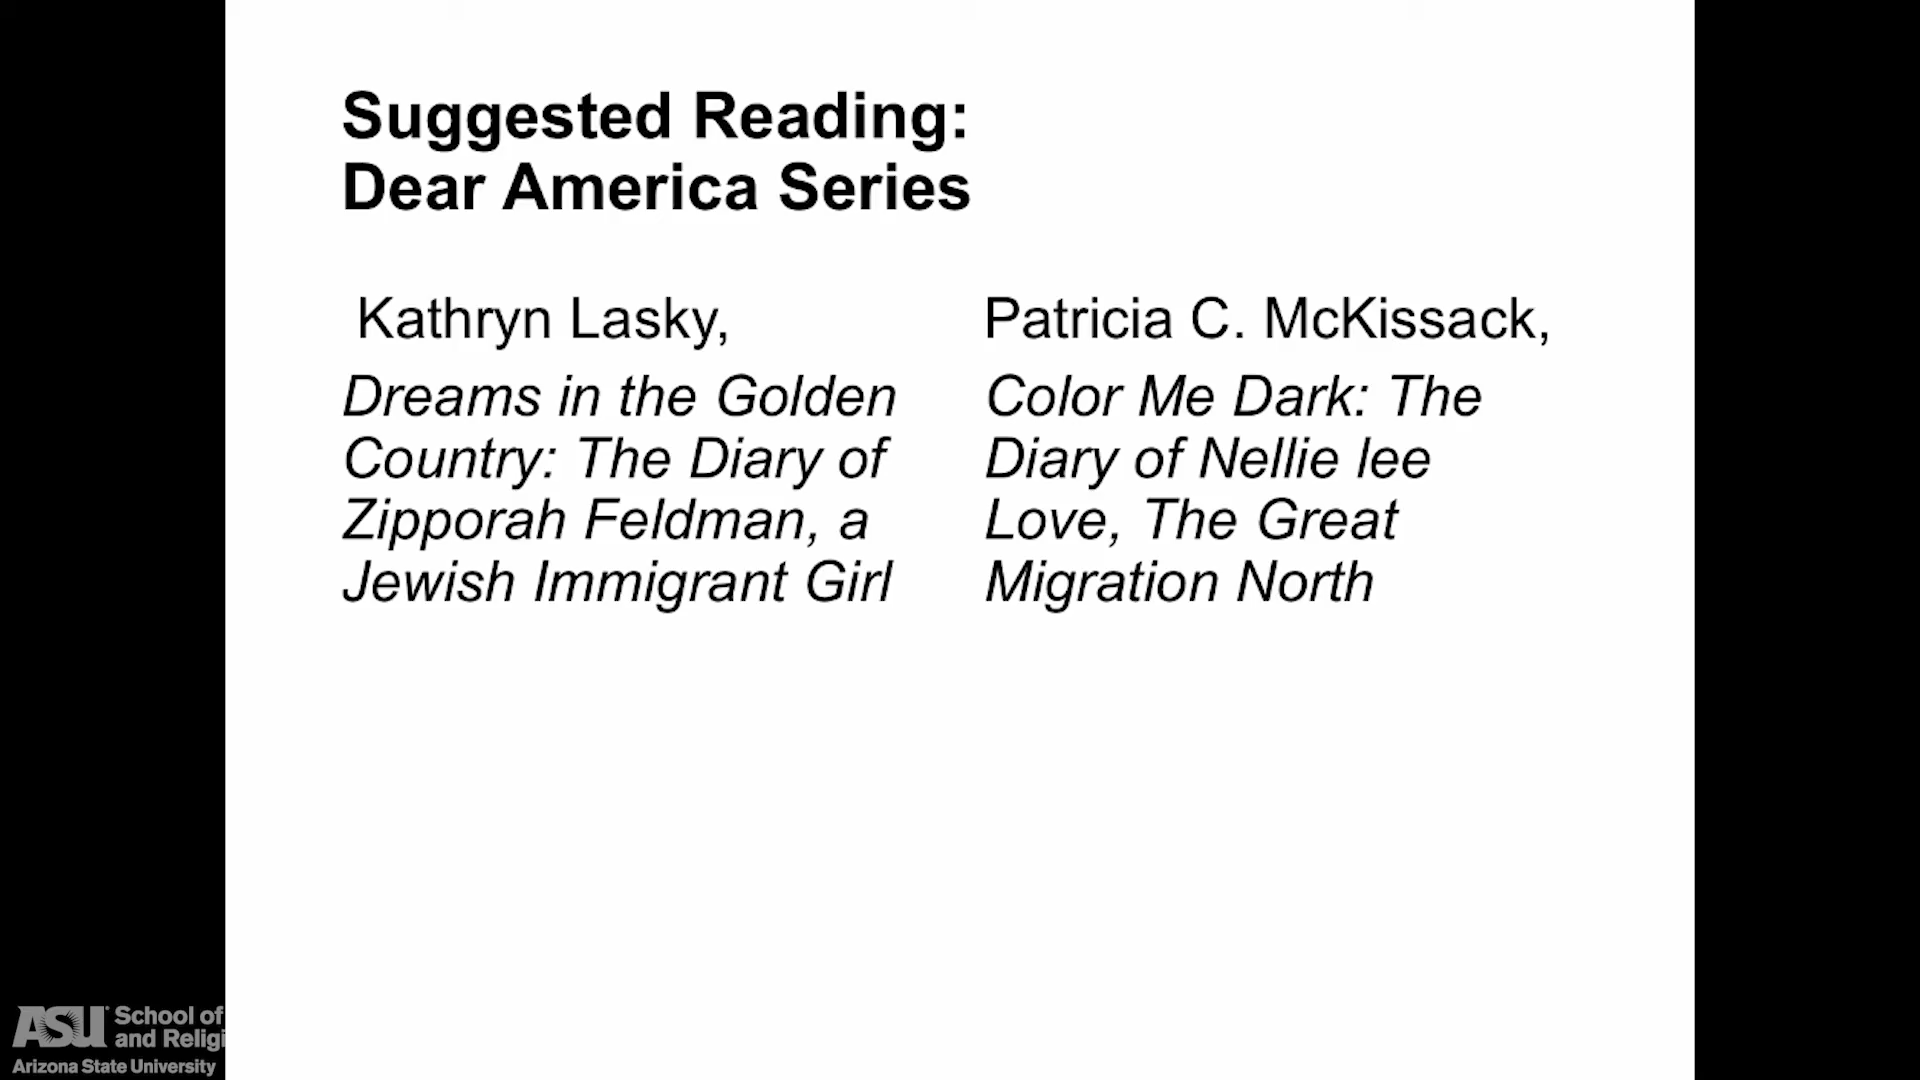 Suggested Reading:
Dear America Series
Kathryn Lasky,
Dreams in the Golden
Country: The Diary of
Zipporah Feldman, a
Jewish Immigrant Girl
Patricia C. McKissack,
Color Me Dark: The
Diary of Nellie lee
Love, The Great
Migration North
ASU School of
and Religi
Arizona State University